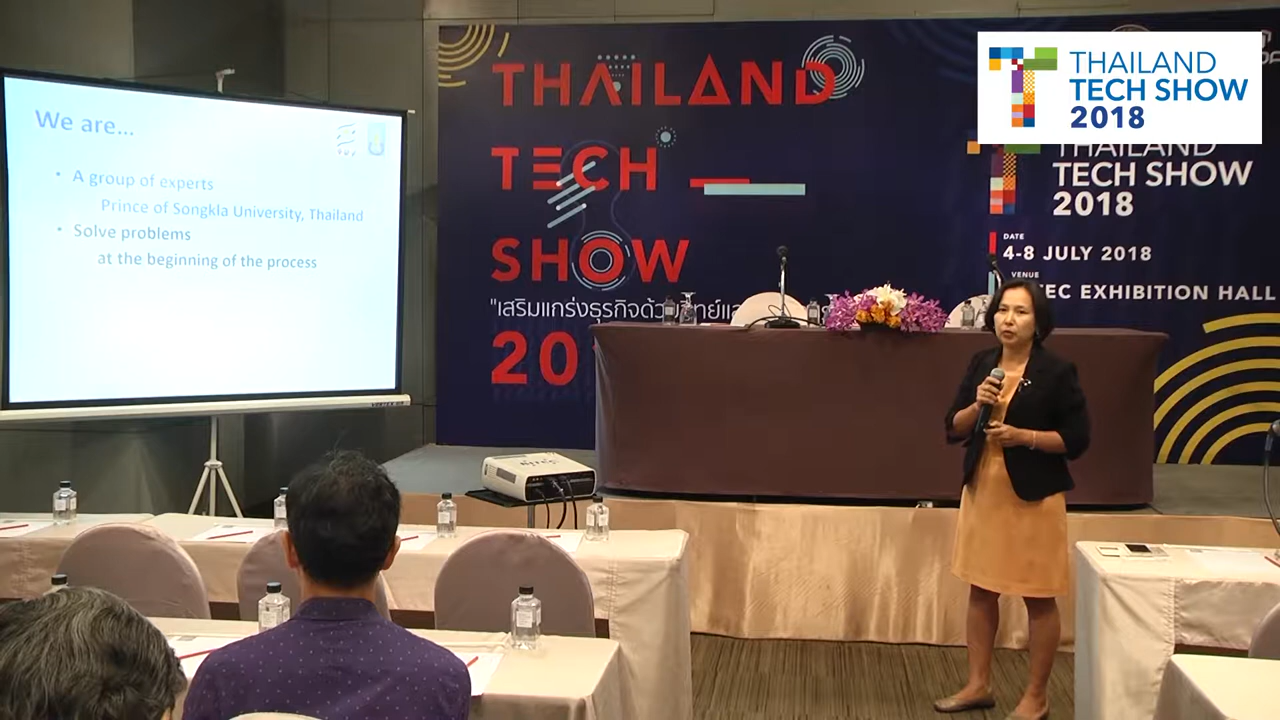 We are...
• A group of experts
Prince of Songkla University, Thailand
• Solve problems
at the beginning of the process
THAILAND
TECH
SHOW
"เสริมแกร่งธุรกิจด้วย
20
THAILAND
TECH SHOW
2018
THAILAND
TECH SHOW
2018
DATE
4-8 JULY 2018
VENUE
EXHIBITION HALL